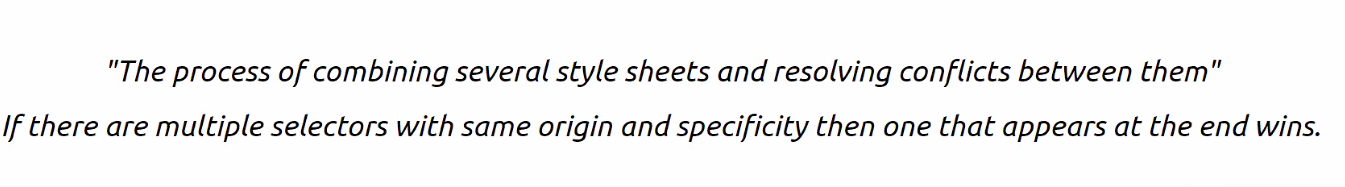 "The process of combining several style sheets and resolving conflicts between them"
If there are multiple selectors with same origin and specificity then one that appears at the end wins.